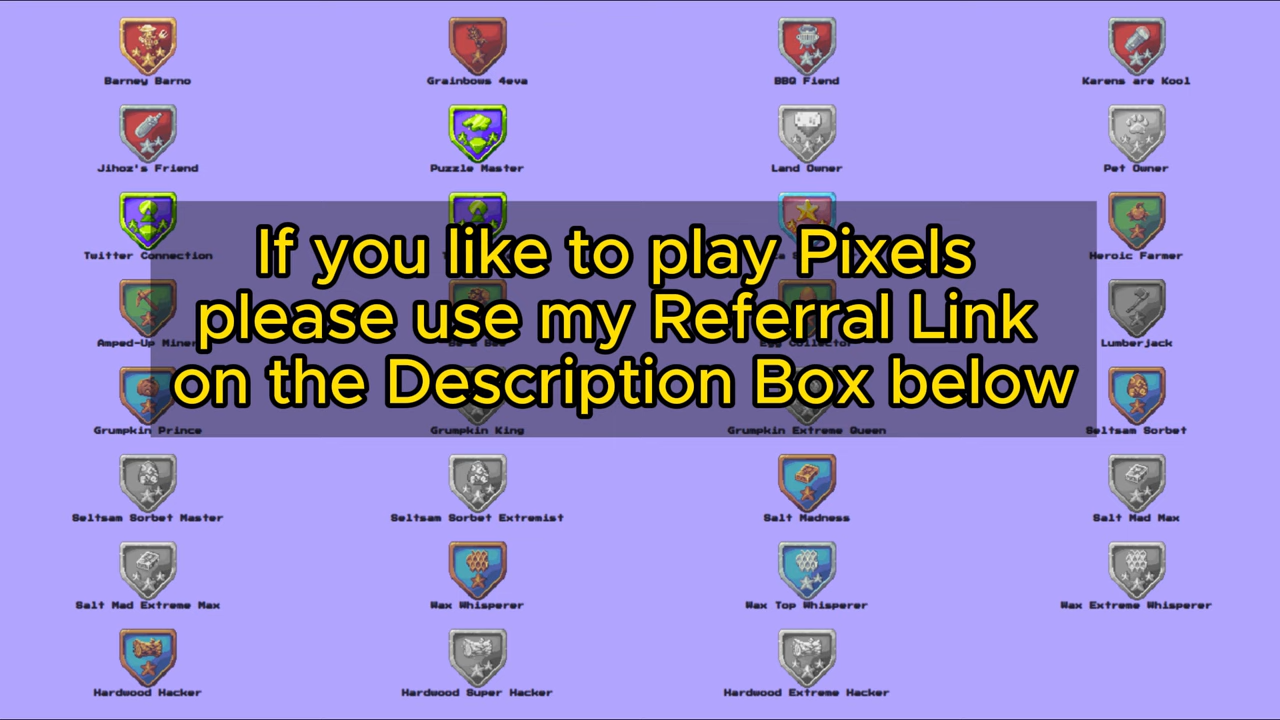 Barney Barno
Grainbows 4eva
BBQ Fiend
Karens are Kool
Jihoz's Friend
Puzzle Master
Land Owner
Pet Owner
Twitter Connection
Heroic Farmer
If you like to play Pixels
please use my Referral Link
on the Description Box below
Amped-Up Miner
Egg Collector
Lumberjack
Grumpkin Prince
Grumpkin King
Grumpkin Extreme Queen
Seltsam Sorbet
Seltsam Sorbet Master
Seltsam Sorbet Extremist
Salt Madness
Salt Mad Max
Salt Mad Extreme Max
Wax Whisperer
Wax Top Whisperer
Wax Extreme Whisperer
Hardwood Hacker
Hardwood Super Hacker
Hardwood Extreme Hacker